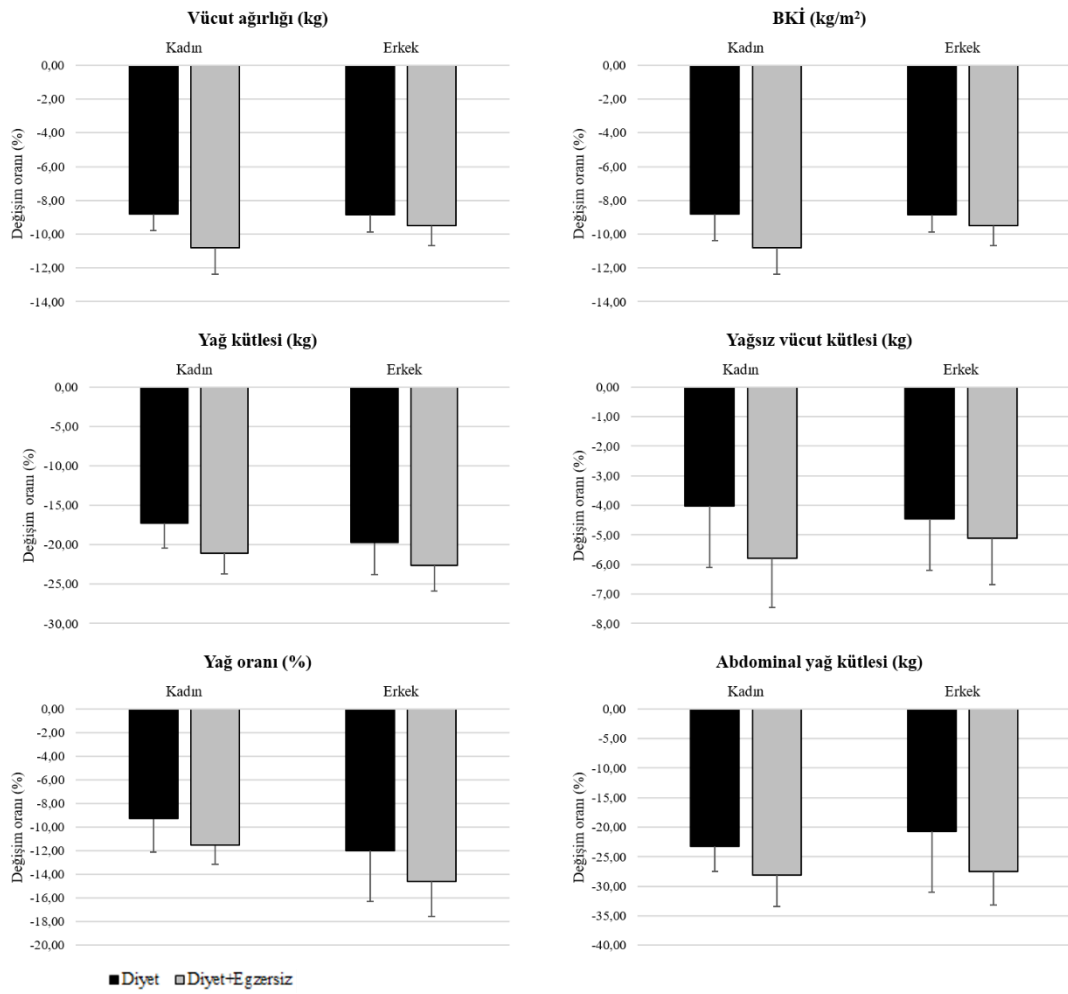 Vücut ağırlığı (kg)
Kadın
Erkek
0,00
-2,00
-4,00
-6,00
-8,00
-10,00
-12,00
-14,00
Değişim oranı (%)
BKİ (kg/m²)
Kadın
Erkek
0,00
-2,00
-4,00
-6,00
-8,00
-10,00
-12,00
-14,00
Değişim oranı (%)
Yağ kütlesi (kg)
Kadın
Erkek
0,00
-5,00
-10,00
-15,00
-20,00
-25,00
-30,00
Değişim oranı (%)
Yağsız vücut kütlesi (kg)
Kadın
Erkek
0,00
-1,00
-2,00
-3,00
-4,00
-5,00
-6,00
-7,00
-8,00
Değişim oranı (%)
Yağ oranı (%)
Kadın
Erkek
0,00
-2,00
-4,00
-6,00
-8,00
-10,00
-12,00
-14,00
-16,00
-18,00
-20,00
Değişim oranı (%)
Abdominal yağ kütlesi (kg)
Kadın
Erkek
0,00
-5,00
-10,00
-15,00
-20,00
-25,00
-30,00
-35,00
-40,00
Değişim oranı (%)
Diyet Diyet+Egzersiz